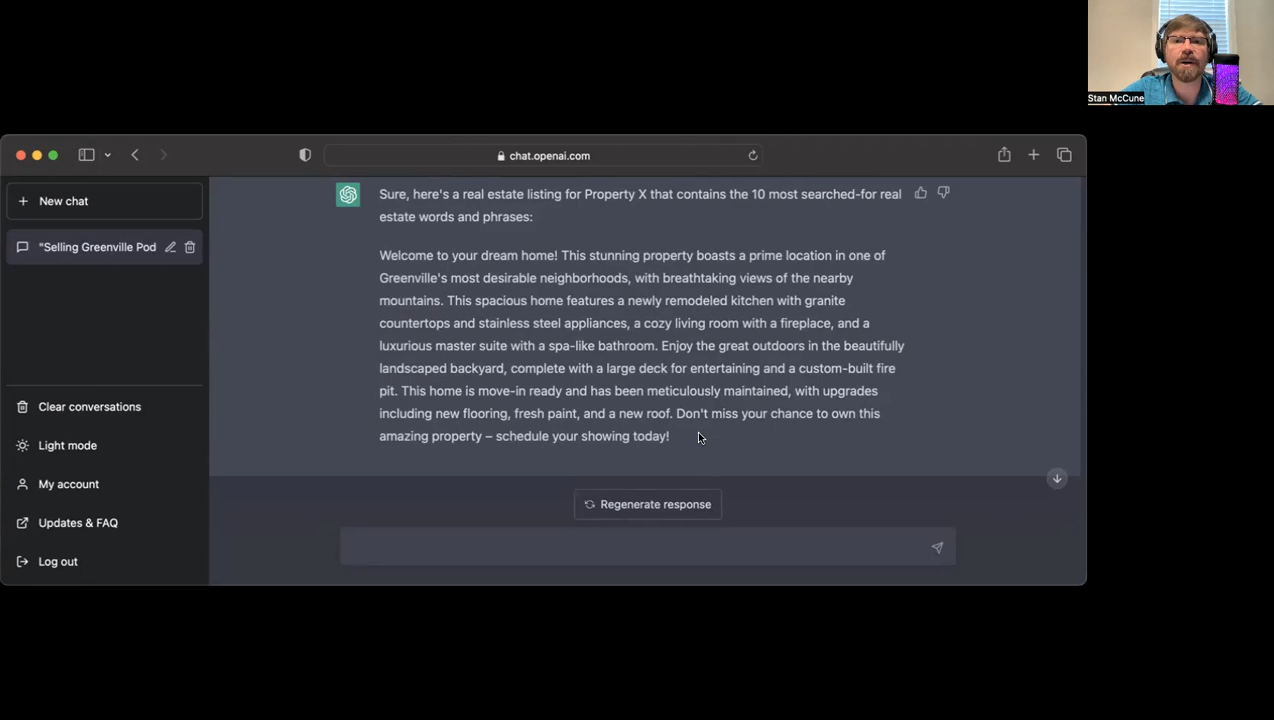 Stan McCune
chat.openai.com
New chat
"Selling Greenville Pod
Clear conversations
Light mode
My account
Updates & FAQ
Log out
Sure, here's a real estate listing for Property X that contains the 10 most searched-for real
estate words and phrases:
Welcome to your dream home! This stunning property boasts a prime location in one of
Greenville's most desirable neighborhoods, with breathtaking views of the nearby
mountains. This spacious home features a newly remodeled kitchen with granite
countertops and stainless steel appliances, a cozy living room with a fireplace, and a
luxurious master suite with a spa-like bathroom. Enjoy the great outdoors in the beautifully
landscaped backyard, complete with a large deck for entertaining and a custom-built fire
pit. This home is move-in ready and has been meticulously maintained, with upgrades
including new flooring, fresh paint, and a new roof. Don't miss your chance to own this
amazing property – schedule your showing today!
Regenerate response